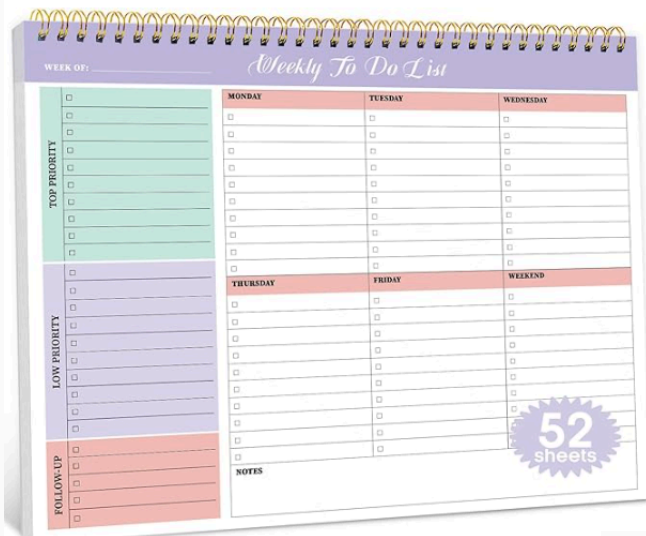 Weekly To Do List
WEEK OF:
TOP PRIORITY
LOW PRIORITY
FOLLOW-UP
MONDAY
TUESDAY
WEDNESDAY
THURSDAY
FRIDAY
WEEKEND
NOTES
52
sheets